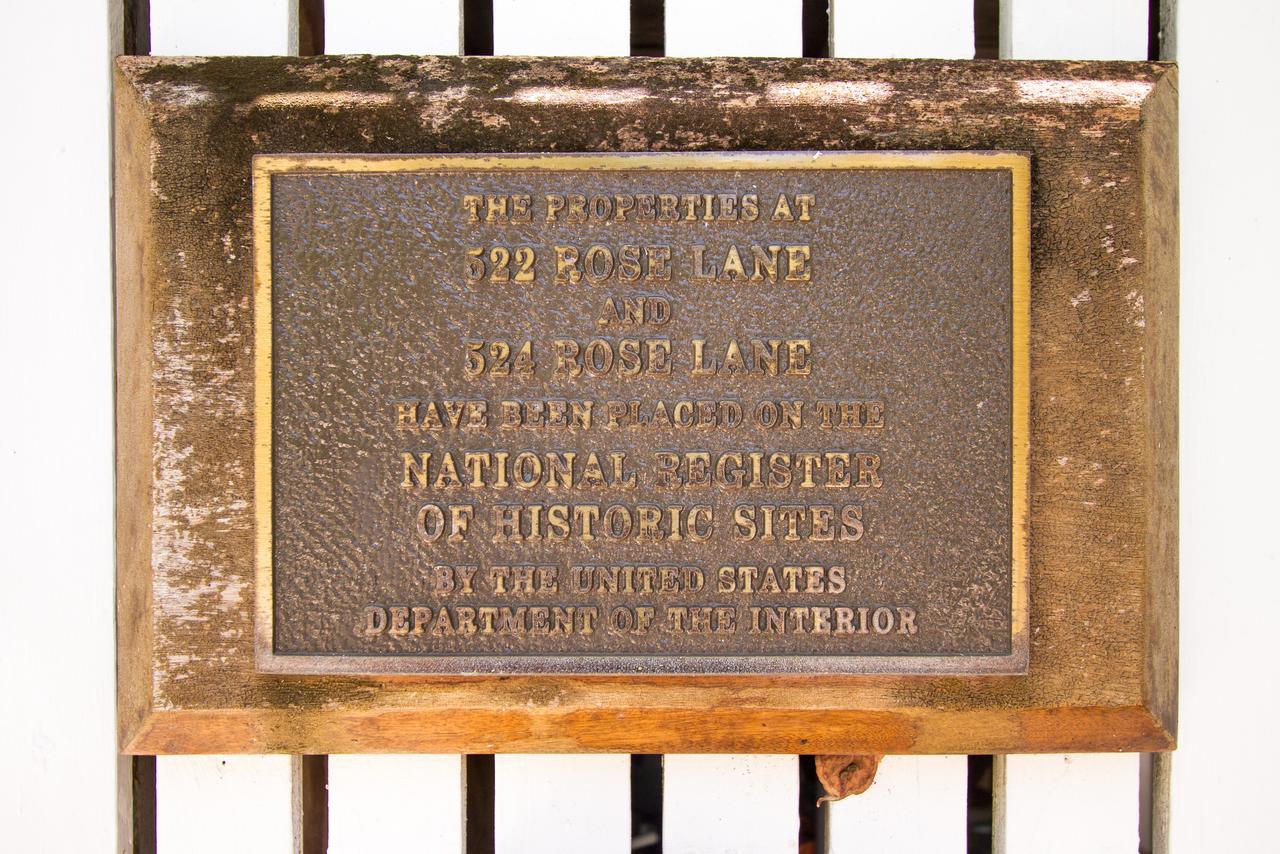 THE PROPERTIES AT
522 ROSE LANE
AND
524 ROSE LANE
HAVE BEEN PLACED ON THE
NATIONAL REGISTER
OF HISTORIC SITES
BY THE UNITED STATES
DEPARTMENT OF THE INTERIOR